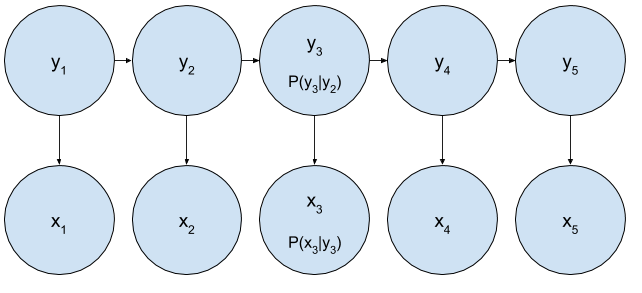 y₁
y₂
y₃
P(y₃|y₂)
y₄
y₅
x₁
x₂
x₃
P(x₃|y₃)
x₄
x₅